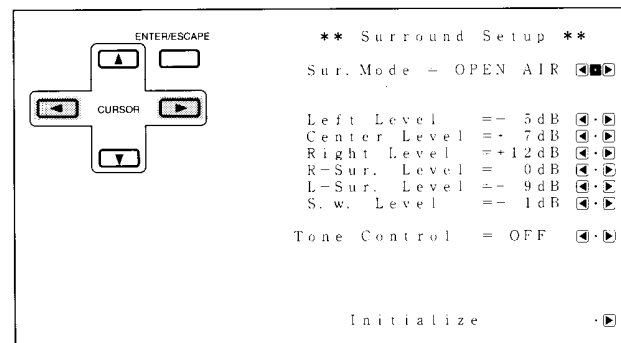 ENTER/ESCAPE
CURSOR
** Surround Setup **
Sur. Mode = OPEN AIR
Left Level =- 5dB
Center Level =+ 7dB
Right Level =+12dB
R-Sur. Level = 0dB
L-Sur. Level =- 9dB
S.w. Level =- 1dB
Tone Control = OFF
Initialize